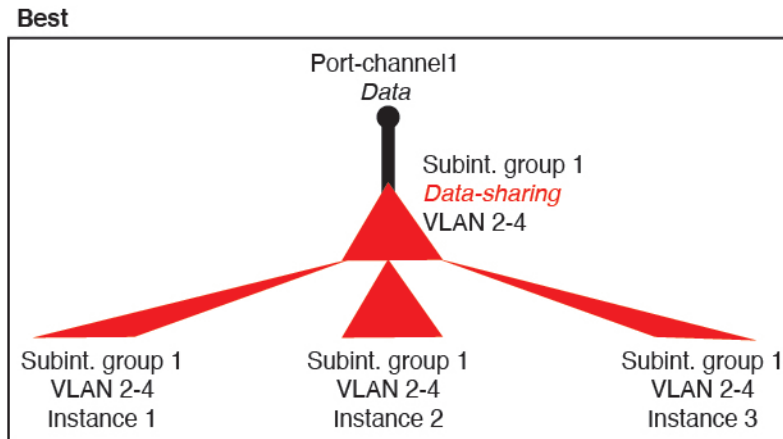 Best
Port-channel1
Data
Subint. group 1
Data-sharing
VLAN 2-4
Subint. group 1
VLAN 2-4
Instance 1
Subint. group 1
VLAN 2-4
Instance 2
Subint. group 1
VLAN 2-4
Instance 3